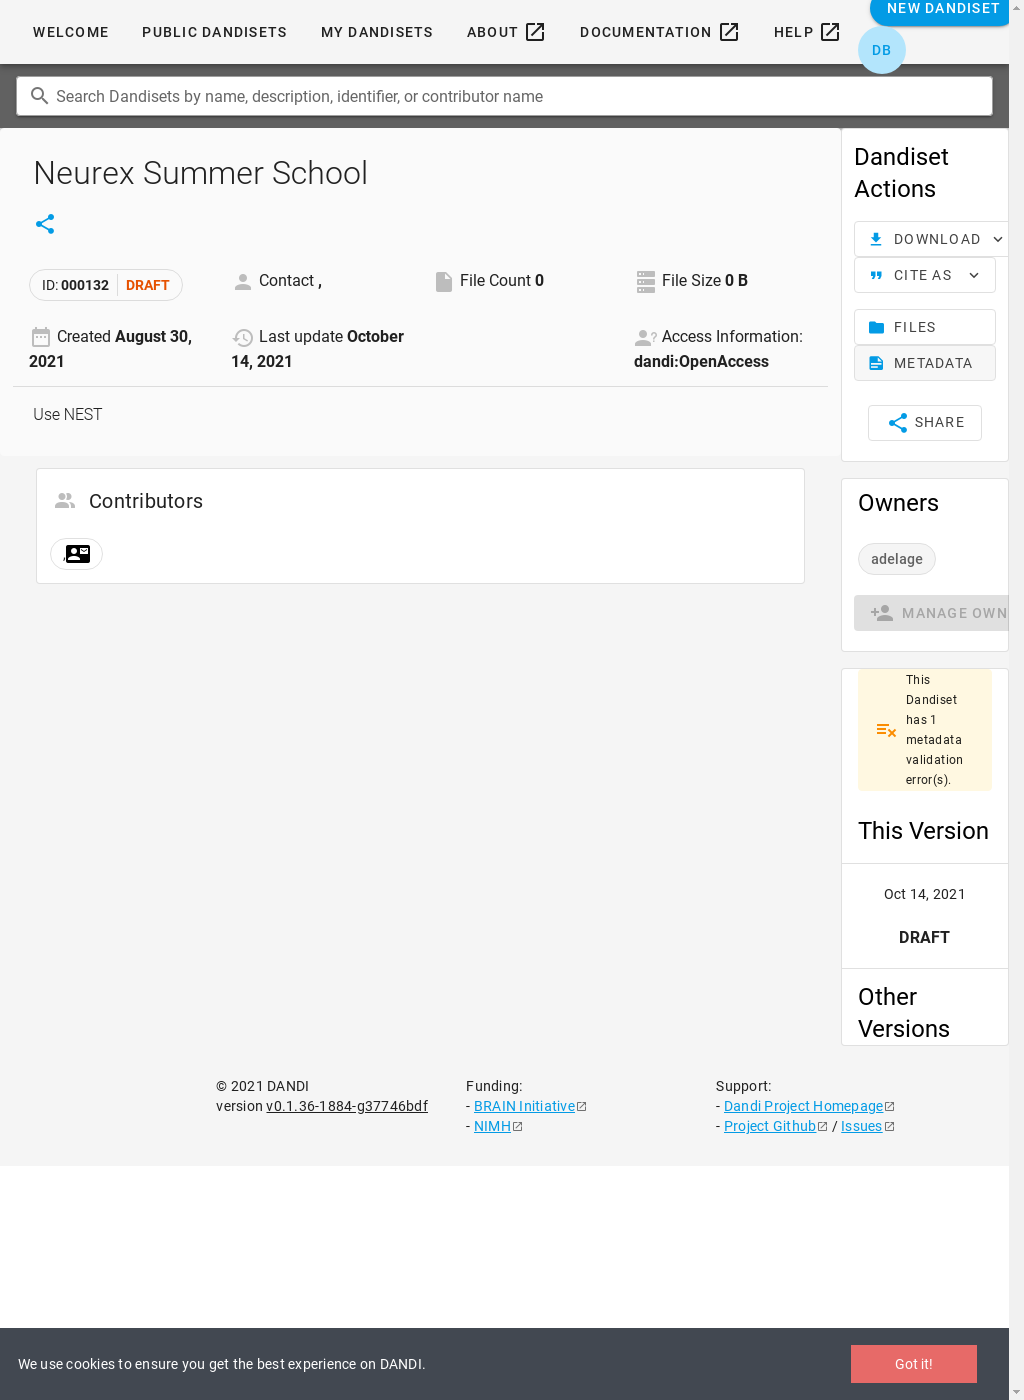 WELCOME
PUBLIC DANDISETS
MY DANDISETS
ABOUT
DOCUMENTATION
HELP
NEW DANDISET
DB
Search Dandisets by name, description, identifier, or contributor name
Neurex Summer School
ID: 000132 DRAFT
Contact ,
File Count 0
File Size 0 B
Created August 30,
2021
Last update October
14, 2021
Access Information:
dandi:OpenAccess
Use NEST
Contributors
,
Dandiset
Actions
DOWNLOAD
CITE AS
FILES
METADATA
SHARE
Owners
adelage
MANAGE OWN
This
Dandiset
has 1
metadata
validation
error(s).
This Version
Oct 14, 2021
DRAFT
Other
Versions
© 2021 DANDI
version v0.1.36-1884-g37746bdf
Funding:
- BRAIN Initiative
- NIMH
Support:
- Dandi Project Homepage
- Project Github / Issues
We use cookies to ensure you get the best experience on DANDI.
Got it!